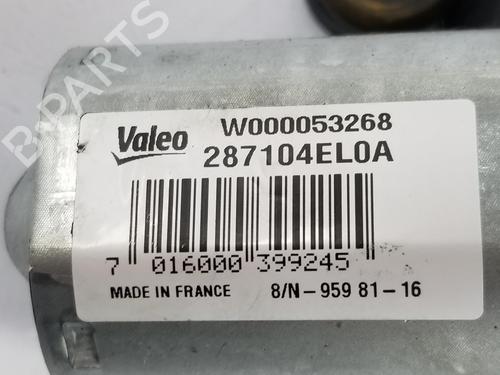 B-PARTS
Valeo
W000053268
287104EL0A
7 016000 399245
MADE IN FRANCE 8/N-959 81-16